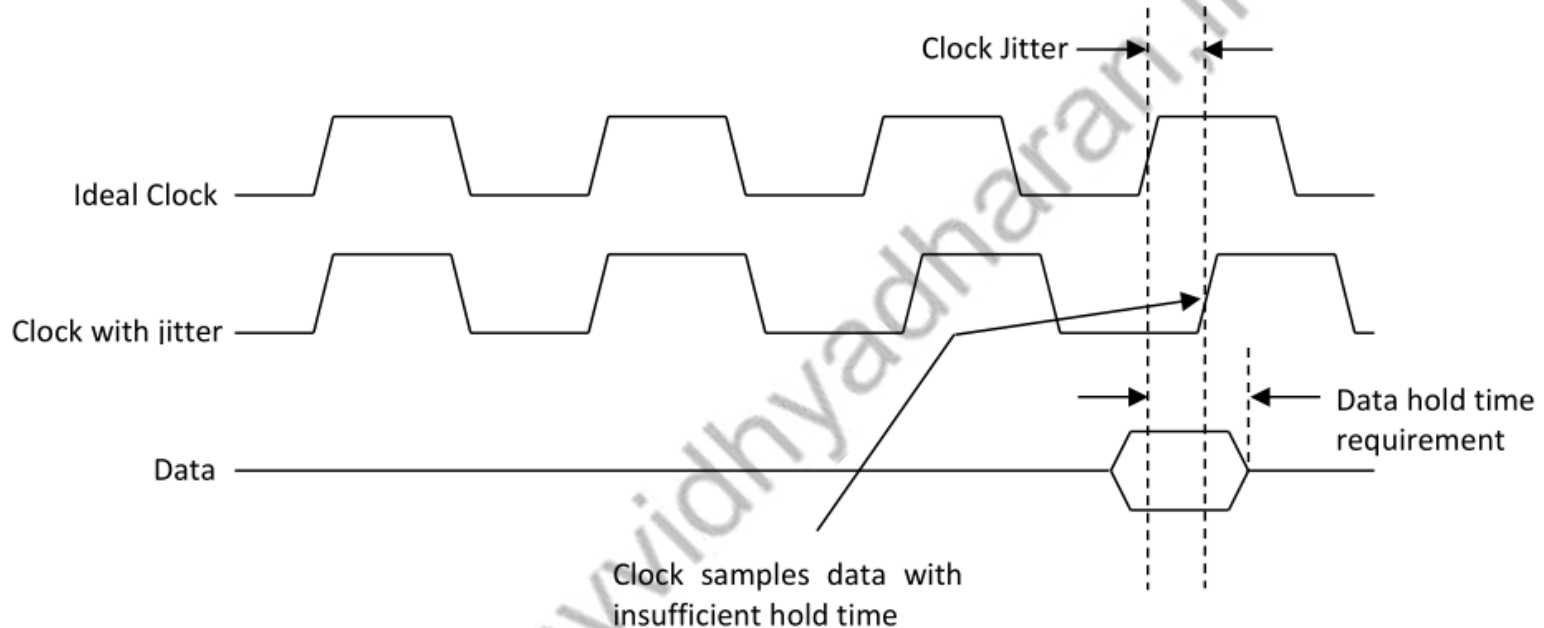 Clock Jitter
Ideal Clock
Clock with jitter
Data hold time
requirement
Data
Clock samples data with
insufficient hold time